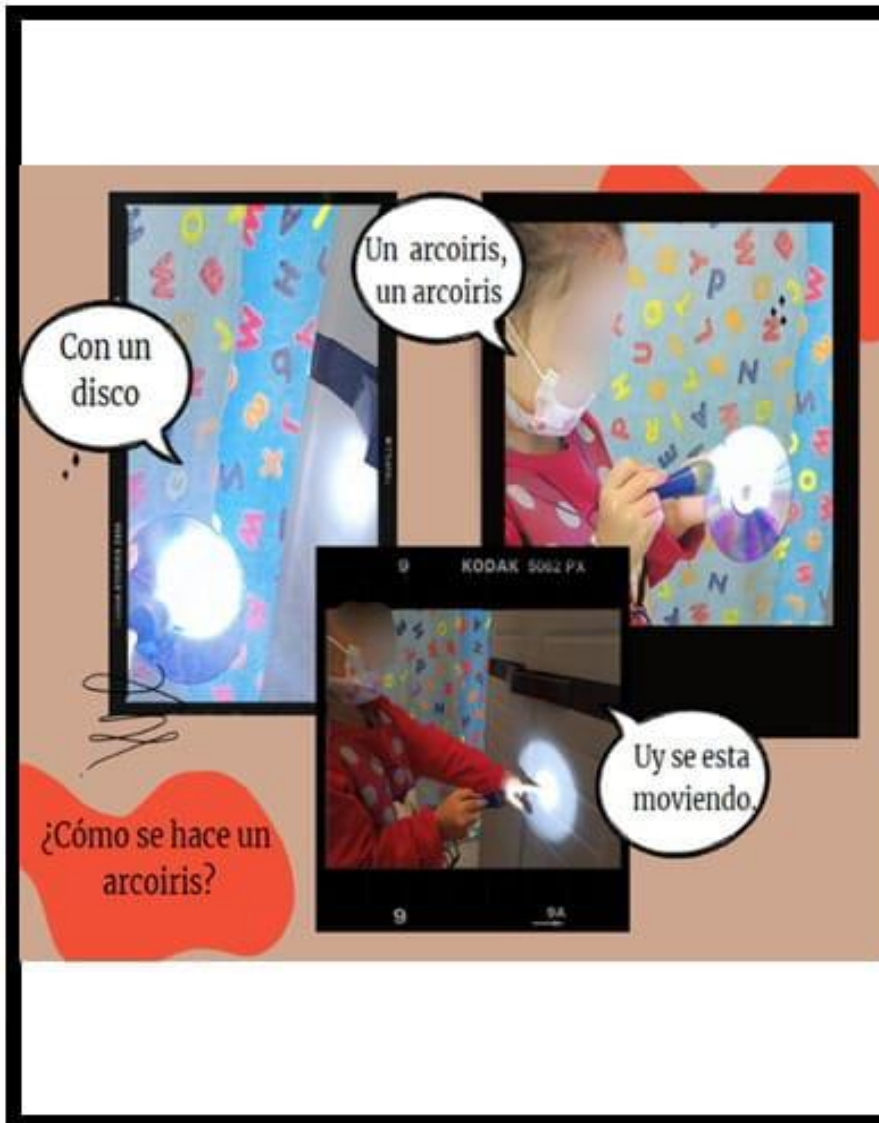 Un arcoiris,
un arcoiris
Con un
disco
9 KODAK 5062 PX
Uy se esta
moviendo.
¿Cómo se hace un
arcoiris?
9 9A